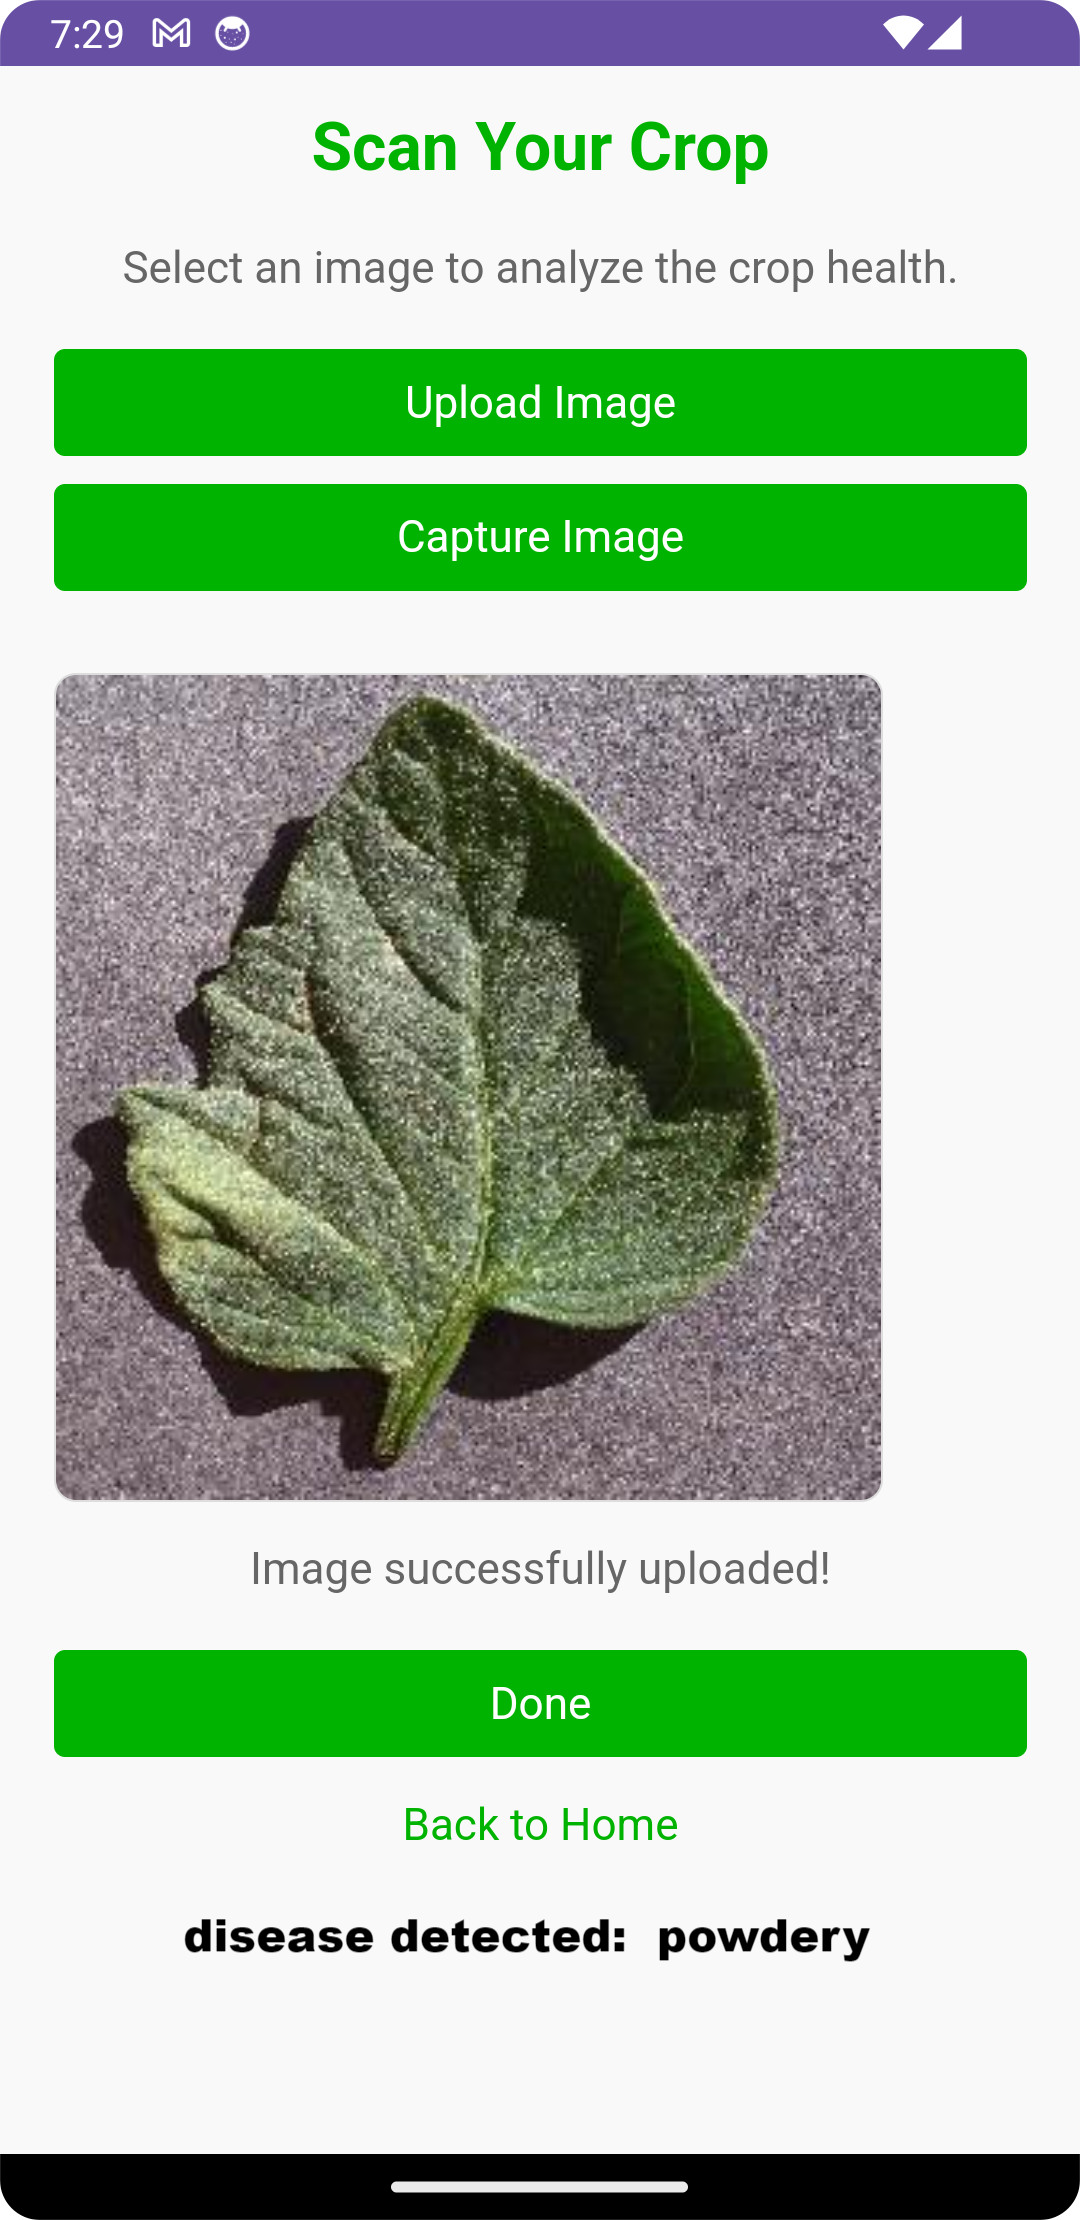 7:29
Scan Your Crop
Select an image to analyze the crop health.
Upload Image
Capture Image
Image successfully uploaded!
Done
Back to Home
disease detected: powdery